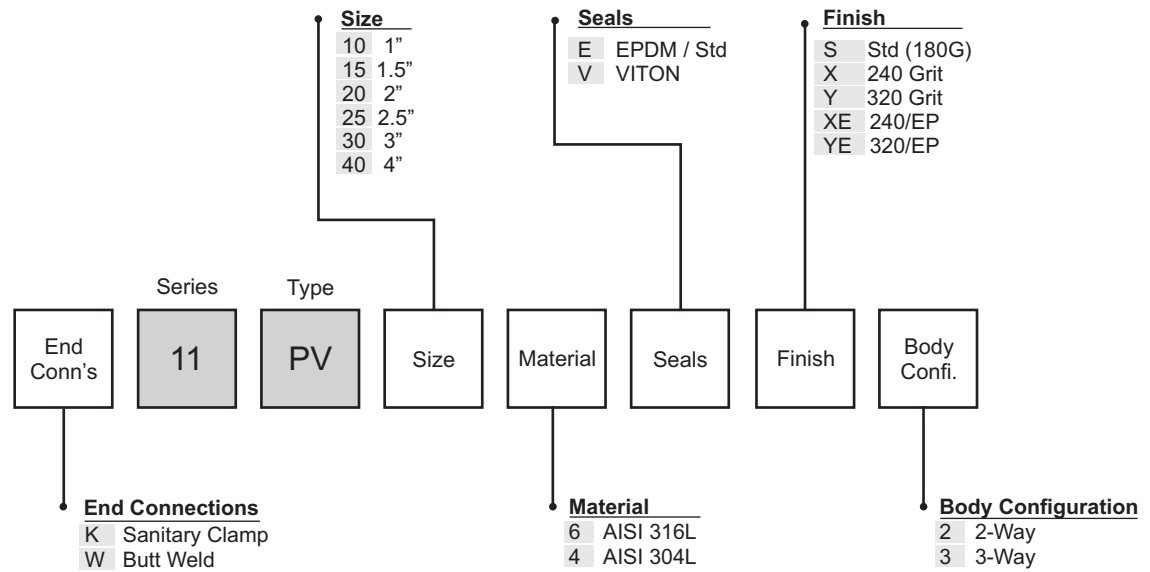 Size
10 1”
15 1.5”
20 2”
25 2.5”
30 3”
40 4”
Seals
E EPDM / Std
V VITON
Finish
S Std (180G)
X 240 Grit
Y 320 Grit
XE 240/EP
YE 320/EP
Series
Type
End
Conn’s
11
PV
Size
Material
Seals
Finish
Body
Confi.
End Connections
K Sanitary Clamp
W Butt Weld
Material
6 AISI 316L
4 AISI 304L
Body Configuration
2 2-Way
3 3-Way